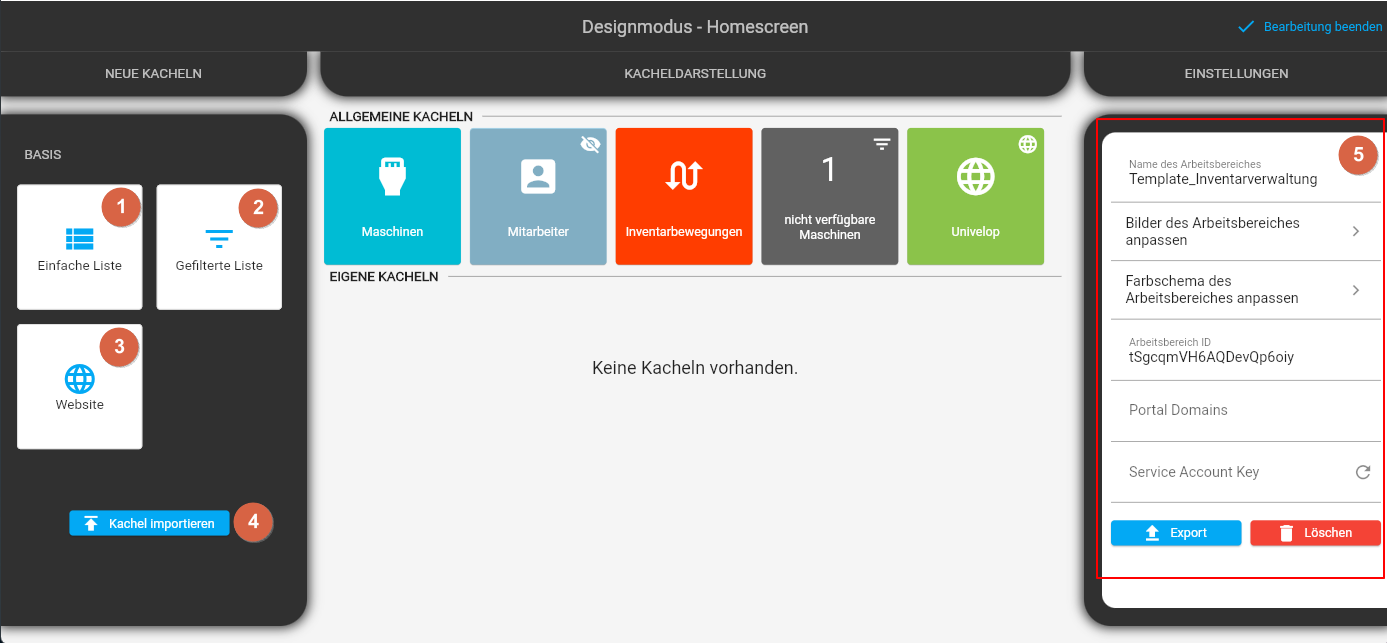 Designmodus - Homescreen
Bearbeitung beenden
NEUE KACHELN
KACHELDARSTELLUNG
EINSTELLUNGEN
BASIS
1
Einfache Liste
2
Gefilterte Liste
3
Website
Kachel importieren
4
ALLGEMEINE KACHELN
Maschinen
Mitarbeiter
Inventarbewegungen
1
nicht verfügbare
Maschinen
Univelop
EIGENE KACHELN
Keine Kacheln vorhanden.
5
Name des Arbeitsbereiches
Template_Inventarverwaltung
Bilder des Arbeitsbereiches
anpassen
Farbschema des
Arbeitsbereiches anpassen
Arbeitsbereich ID
tSgcqmVH6AQDevQp6oiy
Portal Domains
Service Account Key
Export
Löschen